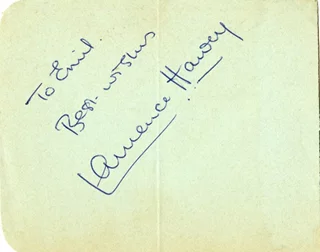 To Emil.
Best-wishes
Laurence Harvey